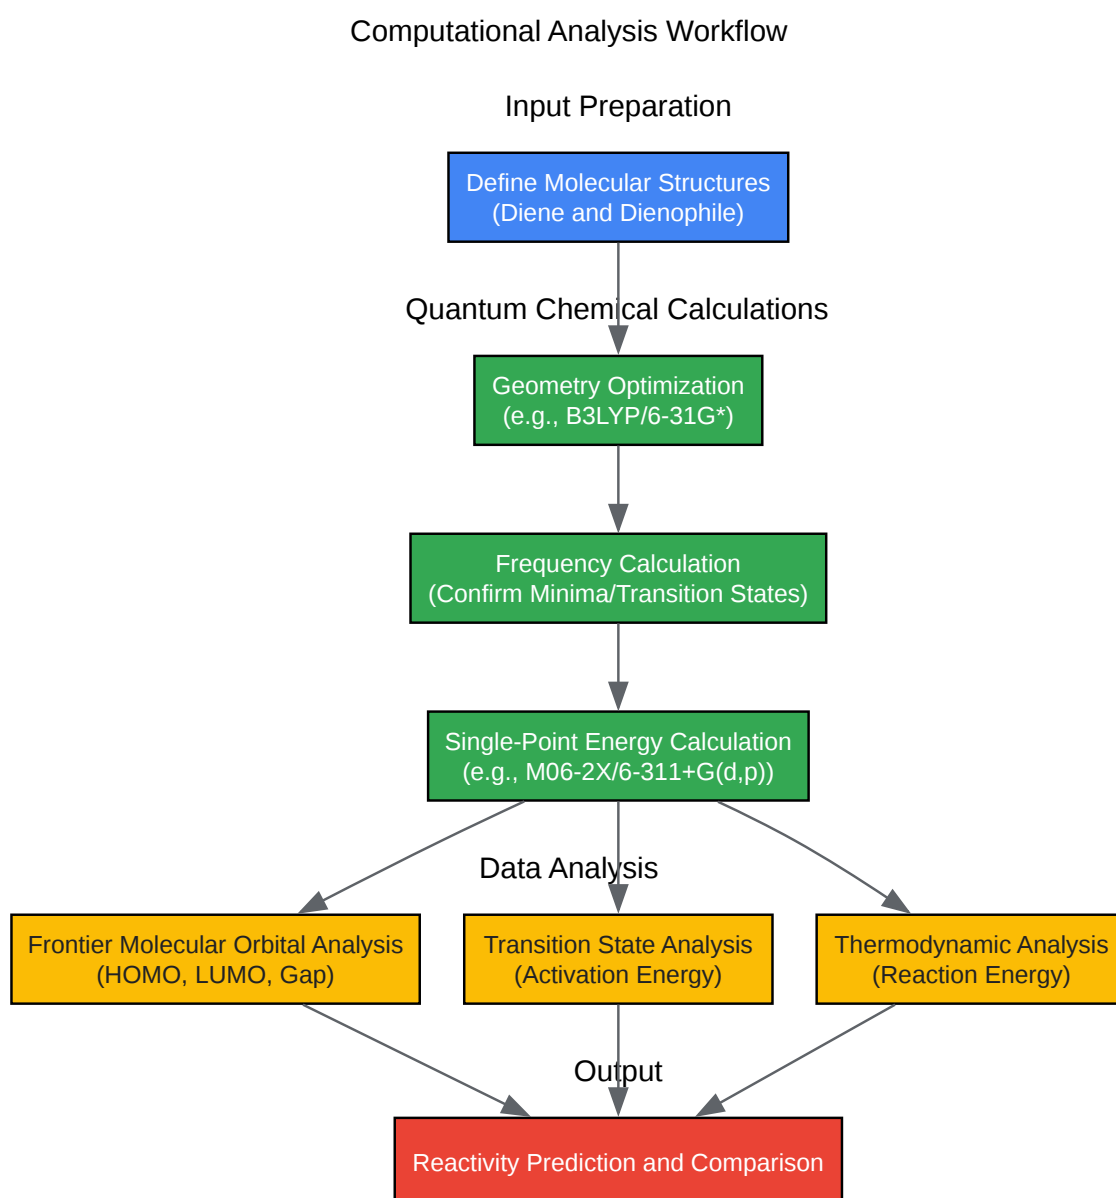 Computational Analysis Workflow
Input Preparation
Define Molecular Structures
(Diene and Dienophile)
Quantum Chemical Calculations
Geometry Optimization
(e.g., B3LYP/6-31G*)
Frequency Calculation
(Confirm Minima/Transition States)
Single-Point Energy Calculation
(e.g., M06-2X/6-311+G(d,p))
Data Analysis
Frontier Molecular Orbital Analysis
(HOMO, LUMO, Gap)
Transition State Analysis
(Activation Energy)
Thermodynamic Analysis
(Reaction Energy)
Output
Reactivity Prediction and Comparison